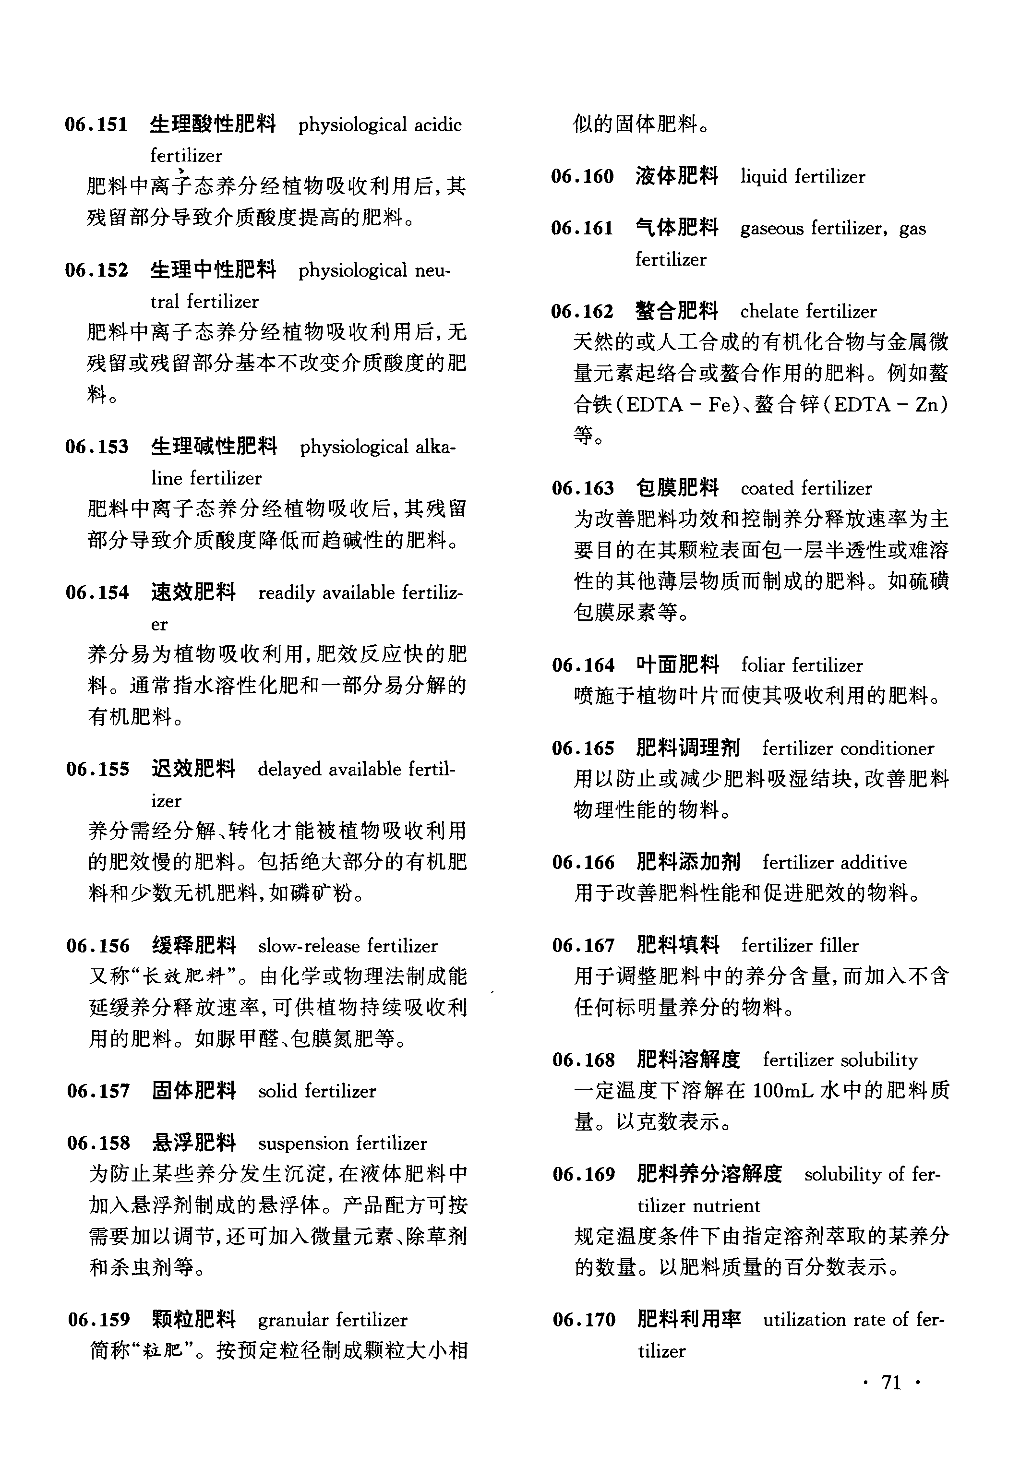 06.151 生理酸性肥料 physiological acidic
fertilizer
肥料中离子态养分经植物吸收利用后,其
残留部分导致介质酸度提高的肥料。
06.152 生理中性肥料 physiological neu-
tral fertilizer
肥料中离子态养分经植物吸收利用后,无
残留或残留部分基本不改变介质酸度的肥
料。
06.153 生理碱性肥料 physiological alka-
line fertilizer
肥料中离子态养分经植物吸收后,其残留
部分导致介质酸度降低而趋碱性的肥料。
06.154 速效肥料 readily available fertiliz-
er
养分易为植物吸收利用,肥效反应快的肥
料。通常指水溶性化肥和一部分易分解的
有机肥料。
06.155 迟效肥料 delayed available fertil-
izer
养分需经分解、转化才能被植物吸收利用
的肥效慢的肥料。包括绝大部分的有机肥
料和少数无机肥料,如磷矿粉。
06.156 缓释肥料 slow-release fertilizer
又称“长效肥料”。由化学或物理法制成能
延缓养分释放速率,可供植物持续吸收利
用的肥料。如脲甲醛、包膜氮肥等。
06.157 固体肥料 solid fertilizer
06.158 悬浮肥料 suspension fertilizer
为防止某些养分发生沉淀,在液体肥料中
加入悬浮剂制成的悬浮体。产品配方可按
需要加以调节,还可加入微量元素、除草剂
和杀虫剂等。
06.159 颗粒肥料 granular fertilizer
简称“粒肥”。按预定粒径制成颗粒大小相
似的固体肥料。
06.160 液体肥料 liquid fertilizer
06.161 气体肥料 gaseous fertilizer, gas
fertilizer
06.162 螯合肥料 chelate fertilizer
天然的或人工合成的有机化合物与金属微
量元素起络合或螯合作用的肥料。例如螯
合铁(EDTA－Fe)、螯合锌(EDTA－Zn)
等。
06.163 包膜肥料 coated fertilizer
为改善肥料功效和控制养分释放速率为主
要目的在其颗粒表面包一层半透性或难溶
性的其他薄层物质而制成的肥料。如硫磺
包膜尿素等。
06.164 叶面肥料 foliar fertilizer
喷施于植物叶片而使其吸收利用的肥料。
06.165 肥料调理剂 fertilizer conditioner
用以防止或减少肥料吸湿结块,改善肥料
物理性能的物料。
06.166 肥料添加剂 fertilizer additive
用于改善肥料性能和促进肥效的物料。
06.167 肥料填料 fertilizer filler
用于调整肥料中的养分含量,而加入不含
任何标明量养分的物料。
06.168 肥料溶解度 fertilizer solubility
一定温度下溶解在 100mL 水中的肥料质
量。以克数表示。
06.169 肥料养分溶解度 solubility of fer-
tilizer nutrient
规定温度条件下由指定溶剂萃取的某养分
的数量。以肥料质量的百分数表示。
06.170 肥料利用率 utilization rate of fer-
tilizer
· 71 ·